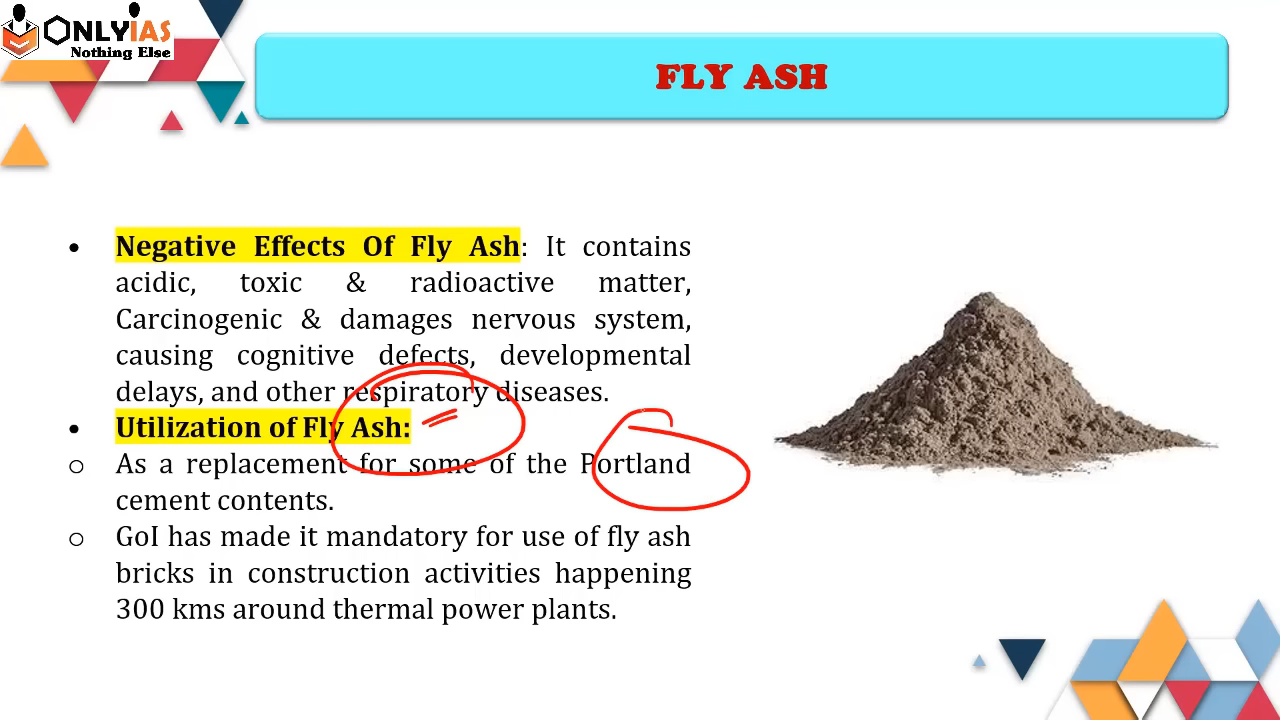 ONLYIAS
Nothing Else
FLY ASH
• Negative Effects Of Fly Ash: It contains
acidic, toxic & radioactive matter,
Carcinogenic & damages nervous system,
causing cognitive defects, developmental
delays, and other respiratory diseases.
• Utilization of Fly Ash:
o As a replacement for some of the Portland
cement contents.
o GoI has made it mandatory for use of fly ash
bricks in construction activities happening
300 kms around thermal power plants.